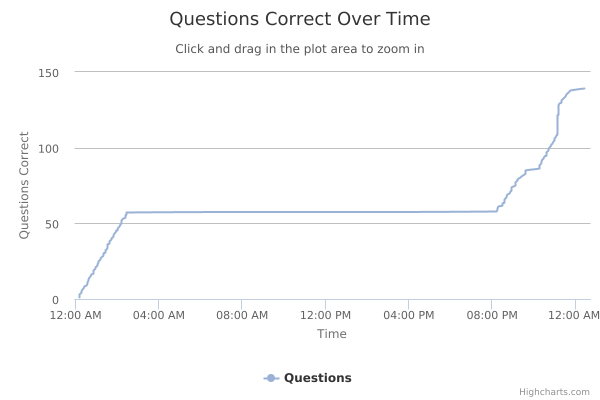 Questions Correct Over Time
Click and drag in the plot area to zoom in
Questions Correct
150
100
50
0
12:00 AM 04:00 AM 08:00 AM 12:00 PM 04:00 PM 08:00 PM 12:00 AM
Time
Questions
Highcharts.com